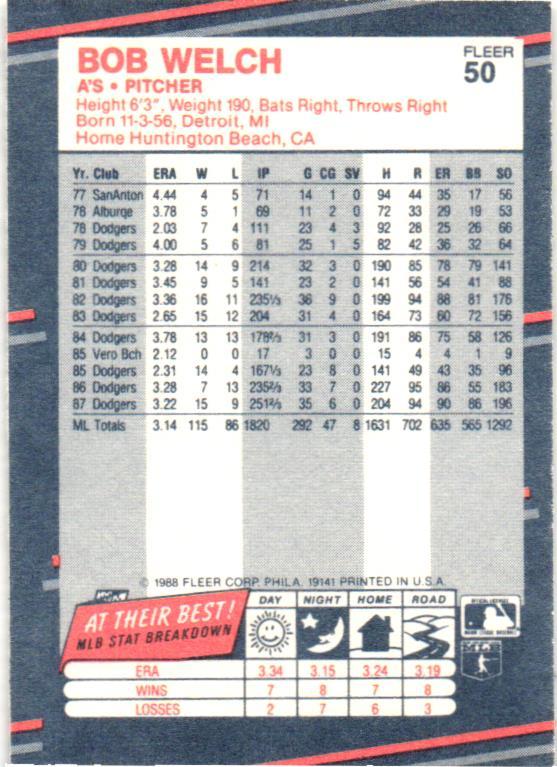 BOB WELCH
FLEER
50
A'S • PITCHER
Height 6'3", Weight 190, Bats Right, Throws Right
Born 11-3-56, Detroit, MI
Home Huntington Beach, CA
Yr. Club ERA W L IP G CG SV H R ER BB SO
77 SanAnton 4.44 4 5 71 14 1 0 94 44 35 17 56
78 Alburqe 3.78 5 1 69 11 2 0 72 33 29 19 53
78 Dodgers 2.03 7 4 111 23 4 3 92 28 25 26 66
79 Dodgers 4.00 5 6 81 25 1 5 82 42 36 32 64
80 Dodgers 3.28 14 9 214 32 3 0 190 85 78 79 141
81 Dodgers 3.45 9 5 141 23 2 0 141 56 54 41 88
82 Dodgers 3.36 16 11 235⅓ 36 9 0 199 94 88 81 176
83 Dodgers 2.65 15 12 204 31 4 0 164 73 60 72 156
84 Dodgers 3.78 13 13 178⅔ 31 3 0 191 86 75 58 126
85 Vero Bch 2.12 0 0 17 3 0 0 15 4 4 1 9
85 Dodgers 2.31 14 4 167⅓ 23 8 0 141 49 43 35 96
86 Dodgers 3.28 7 13 235⅔ 33 7 0 227 95 86 55 183
87 Dodgers 3.22 15 9 251⅔ 35 6 0 204 94 90 86 196
ML Totals 3.14 115 86 1820 292 47 8 1631 702 635 565 1292
© 1988 FLEER CORP. PHILA. 19141 PRINTED IN U.S.A.
AT THEIR BEST!
MLB STAT BREAKDOWN
DAY NIGHT HOME ROAD
ERA 3.34 3.15 3.24 3.19
WINS 7 8 7 8
LOSSES 2 7 6 3